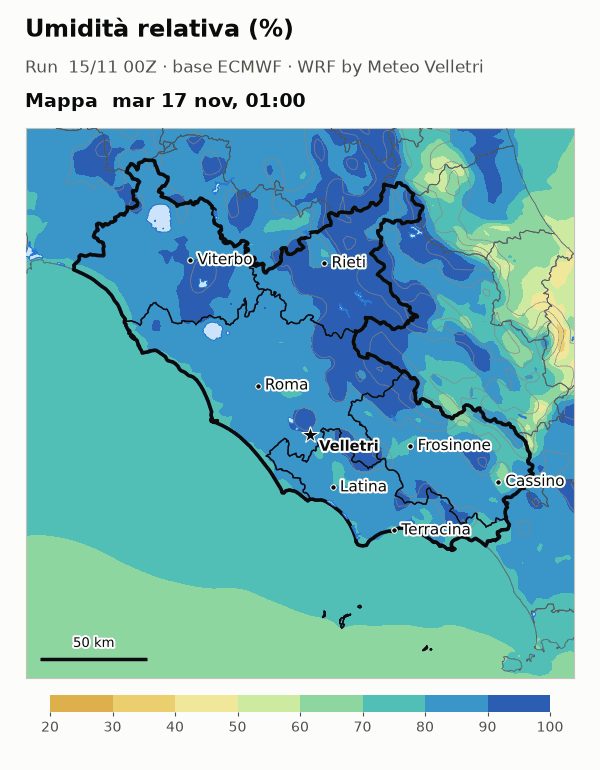 Umidità relativa (%)
Run  15/11 00Z · base ECMWF · WRF by Meteo Velletri
Mappa  mar 17 nov, 01:00
Viterbo
Rieti
Roma
Velletri
Frosinone
Cassino
Latina
Terracina
50 km
20 30 40 50 60 70 80 90 100